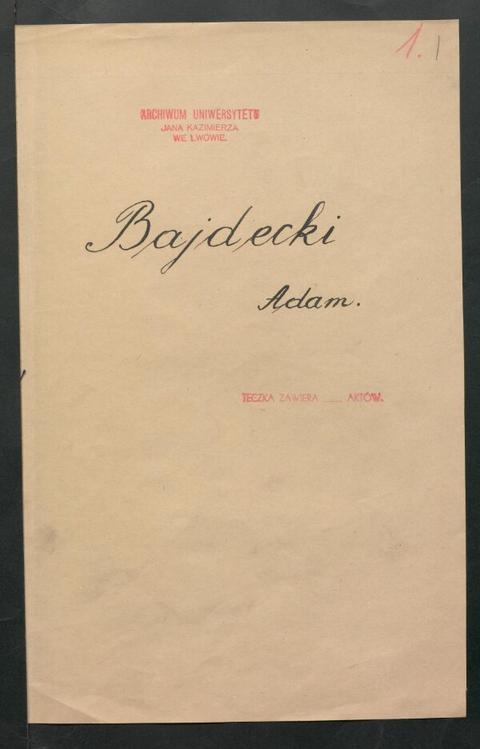 1. 1
ARCHIWUM UNIWERSYTETU
JANA KAZIMIERZA
WE LWOWIE.
Bajdecki
Adam.
TECZKA ZAWIERA ___ AKTÓW.